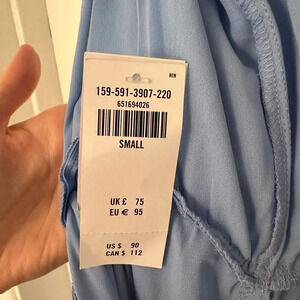 159-591-3907-220
651694026
SMALL
UK £ 75
EU € 95
US $ 90
CAN $ 112